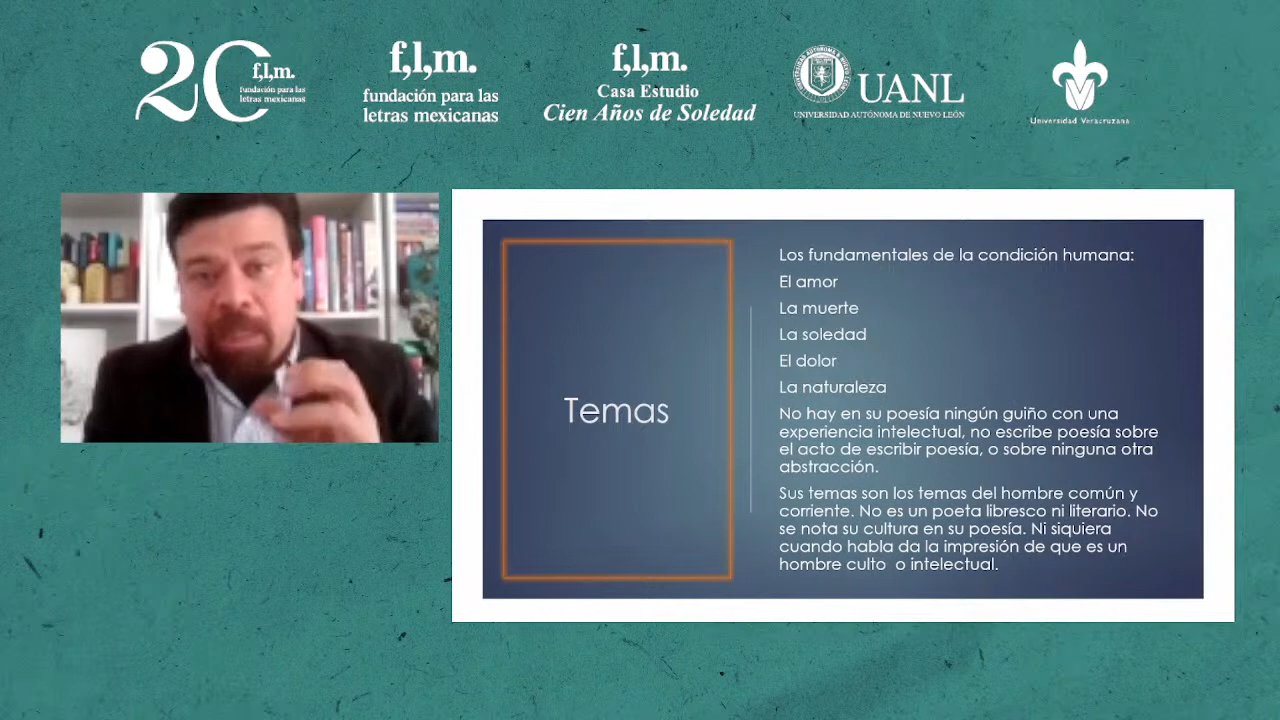 20 f,l,m.
fundación para las
letras mexicanas
f,l,m.
fundación para las
letras mexicanas
f,l,m.
Casa Estudio
Cien Años de Soledad
UANL
UNIVERSIDAD AUTÓNOMA DE NUEVO LEÓN
Universidad Veracruzana
Temas
Los fundamentales de la condición humana:
El amor
La muerte
La soledad
El dolor
La naturaleza
No hay en su poesía ningún guiño con una
experiencia intelectual, no escribe poesía sobre
el acto de escribir poesía, o sobre ninguna otra
abstracción.
Sus temas son los temas del hombre común y
corriente. No es un poeta libresco ni literario. No
se nota su cultura en su poesía. Ni siquiera
cuando habla da la impresión de que es un
hombre culto o intelectual.